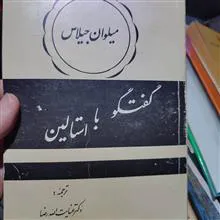 میلوان جیلاس
گفتگو با استالین
ترجمهٔ:
دکتر عنایت الله رضا